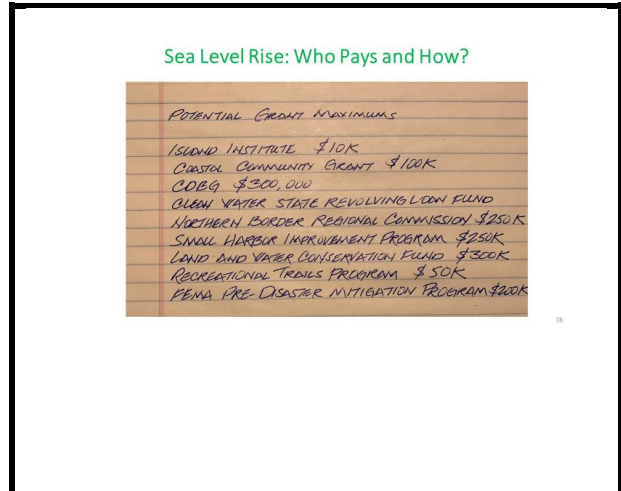 Sea Level Rise: Who Pays and How?
POTENTIAL GRANT MAXIMUMS
ISLAND INSTITUTE $10K
COASTAL COMMUNITY GRANT $100K
CDBG $300,000
CLEAN WATER STATE REVOLVING LOAN FUND
NORTHERN BORDER REGIONAL COMMISSION $250K
SMALL HARBOR IMPROVEMENT PROGRAM $250K
LAND AND WATER CONSERVATION FUND $300K
RECREATIONAL TRAILS PROGRAM $50K
FEMA PRE-DISASTER MITIGATION PROGRAM $200K
78